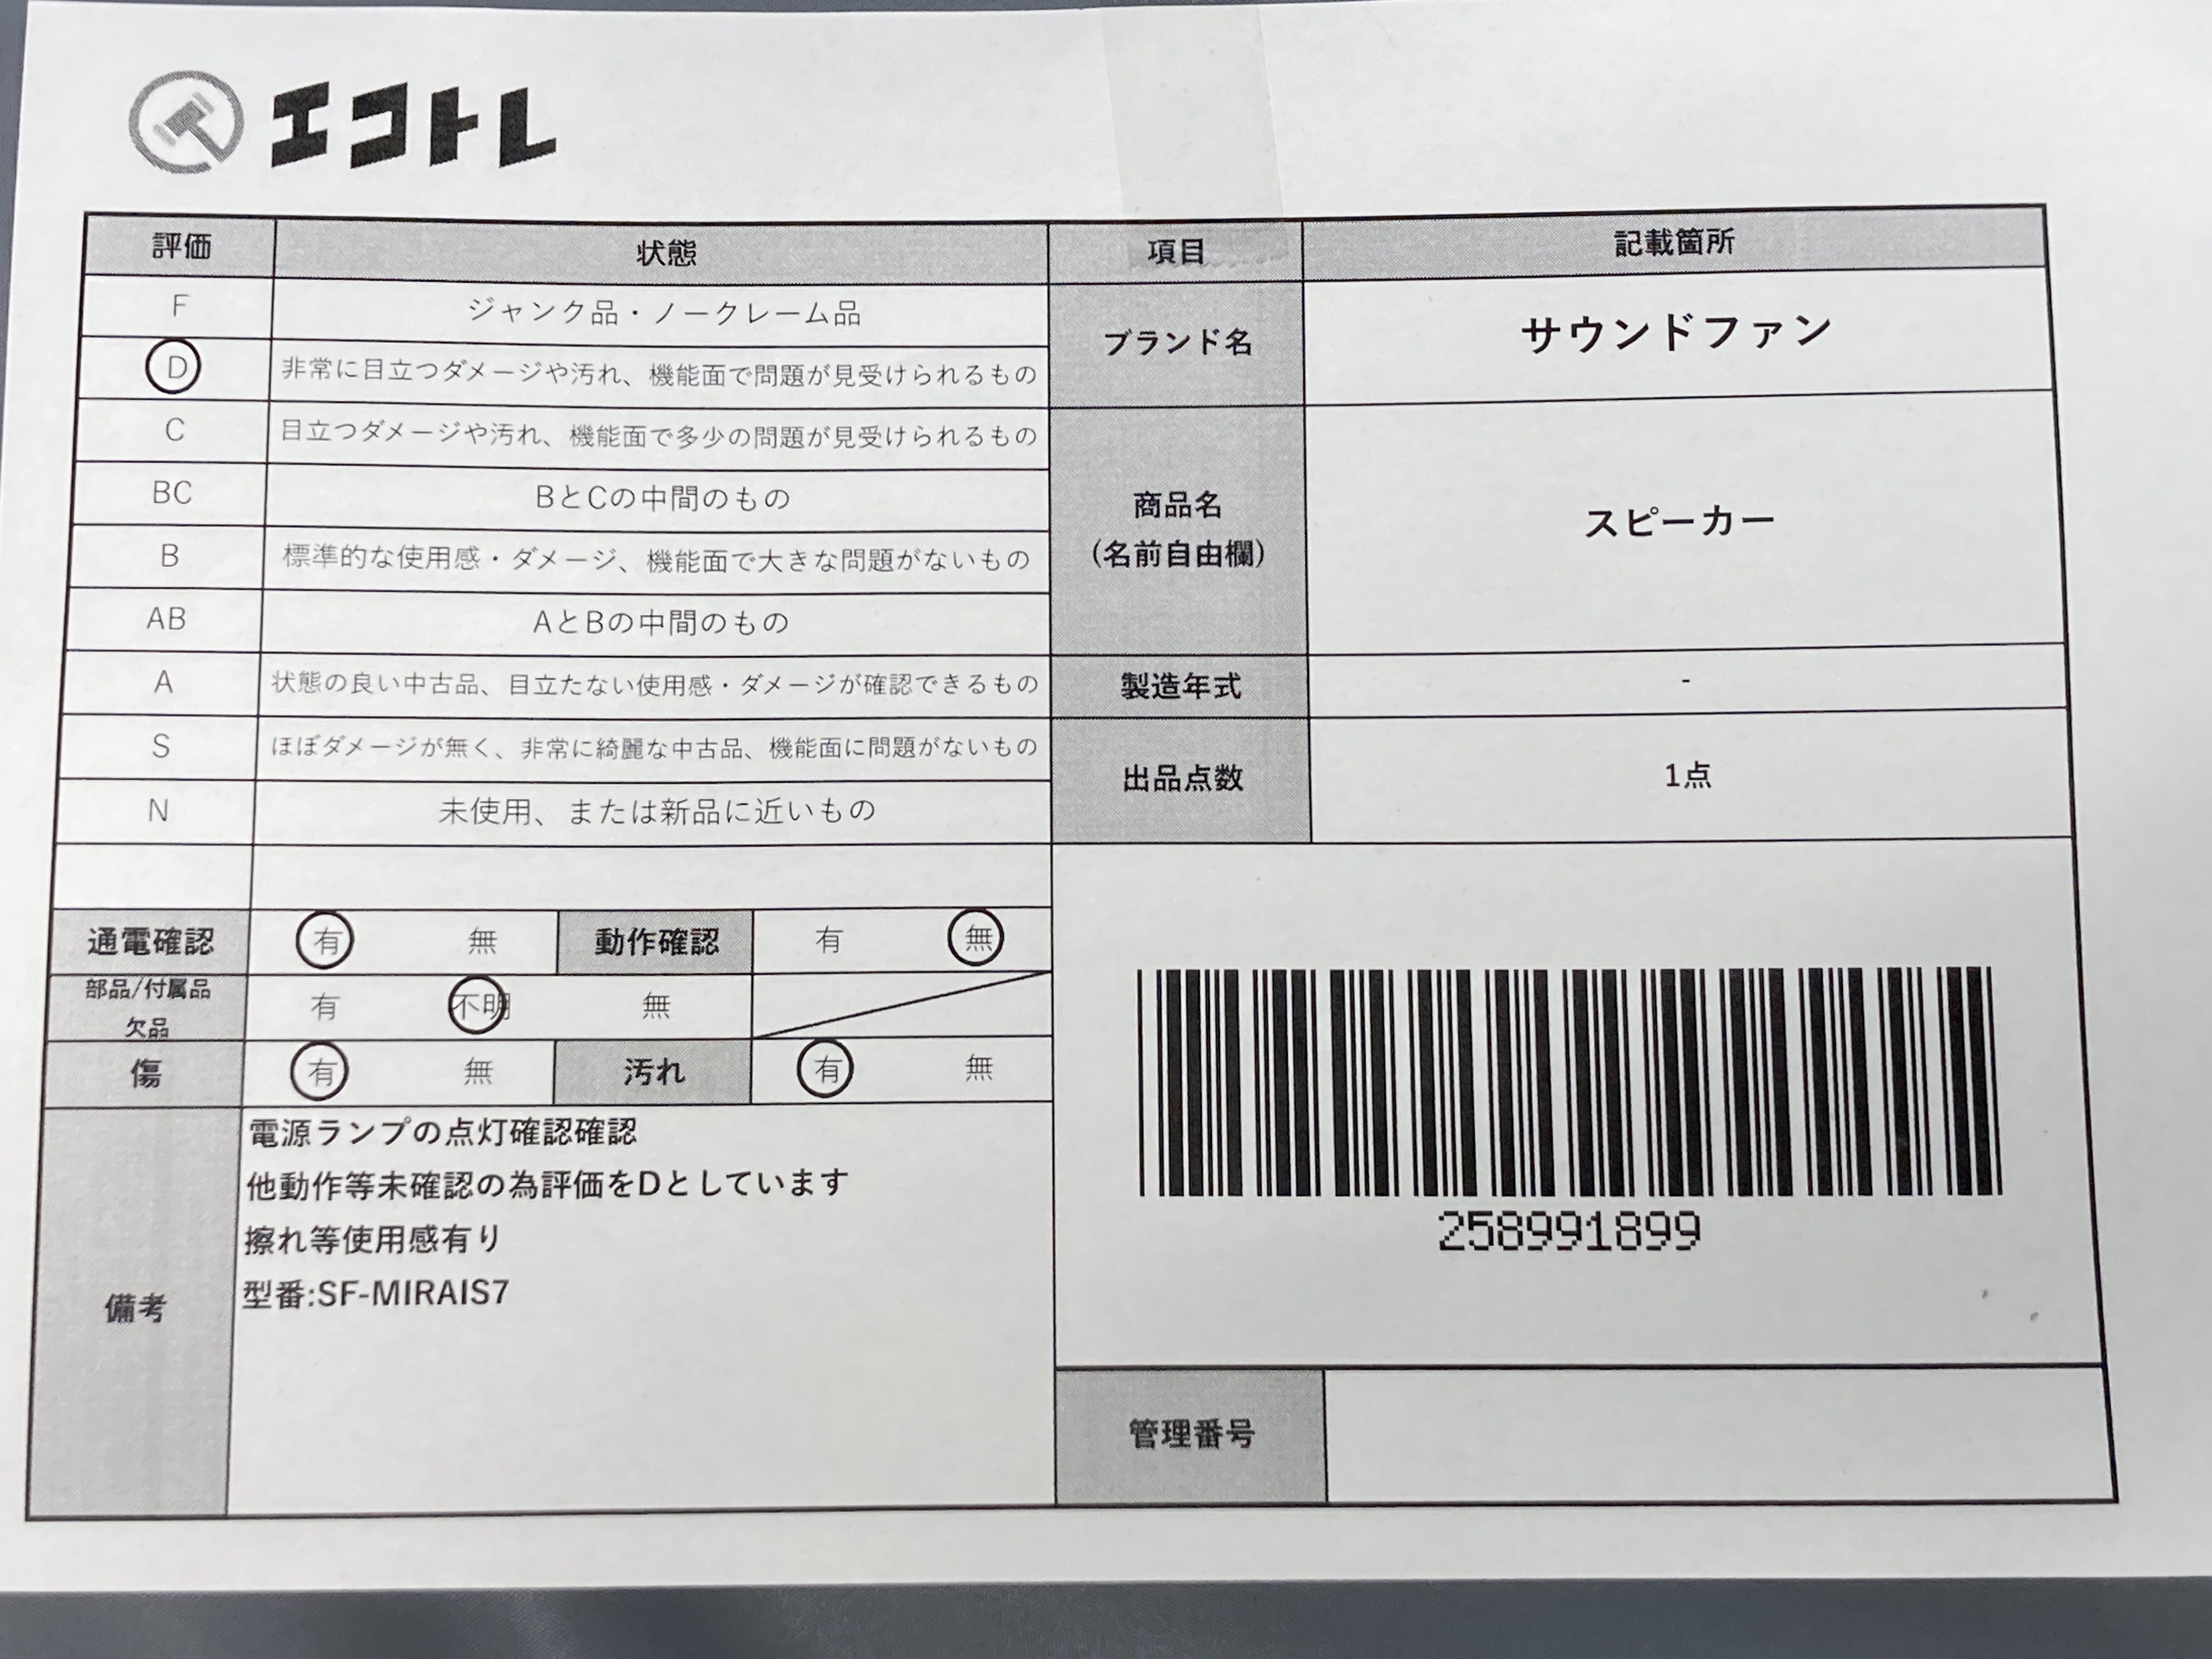 エコトレ
評価 状態 項目 記載箇所
F ジャンク品・ノークレーム品
D 非常に目立つダメージや汚れ、機能面で問題が見受けられるもの
C 目立つダメージや汚れ、機能面で多少の問題が見受けられるもの
BC BとCの中間のもの
B 標準的な使用感・ダメージ、機能面で大きな問題がないもの
AB AとBの中間のもの
A 状態の良い中古品、目立たない使用感・ダメージが確認できるもの
S ほぼダメージが無く、非常に綺麗な中古品、機能面に問題がないもの
N 未使用、または新品に近いもの
ブランド名 サウンドファン
商品名
(名前自由欄)
スピーカー
製造年式 -
出品点数 1点
通電確認 有 無 動作確認 有 無
部品/付属品
欠品
有 不明 無
傷 有 無 汚れ 有 無
備考
電源ランプの点灯確認確認
他動作等未確認の為評価をDとしています
擦れ等使用感有り
型番:SF-MIRAIS7
258991899
管理番号